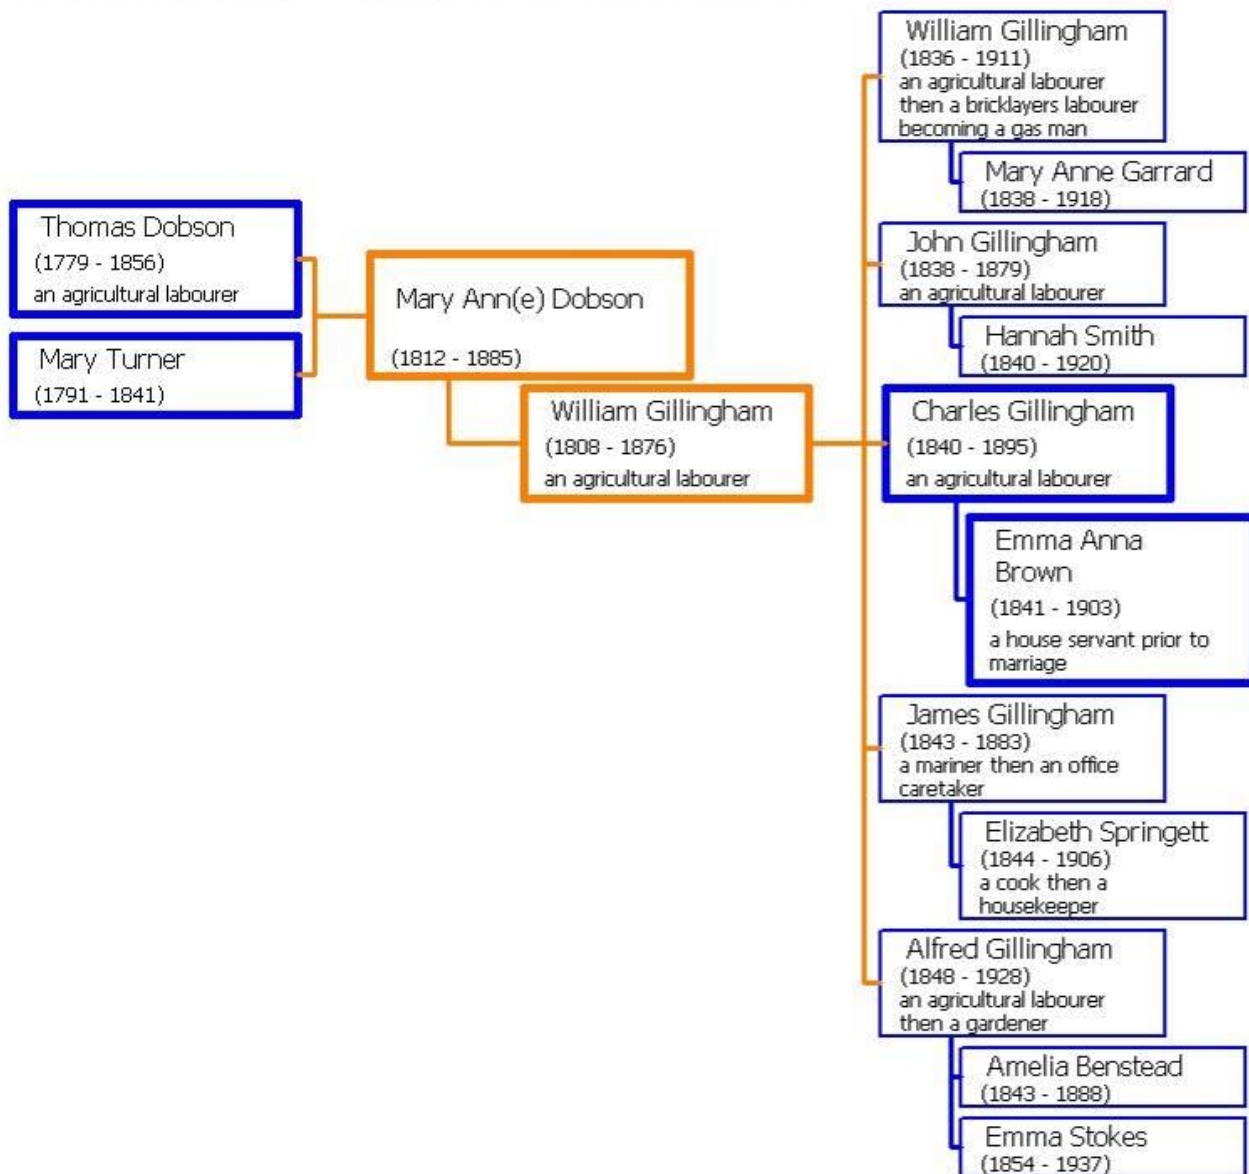 Thomas Dobson
(1779 - 1856)
an agricultural labourer
Mary Turner
(1791 - 1841)
Mary Ann(e) Dobson
(1812 - 1885)
William Gillingham
(1808 - 1876)
an agricultural labourer
William Gillingham
(1836 - 1911)
an agricultural labourer
then a bricklayers labourer
becoming a gas man
Mary Anne Garrard
(1838 - 1918)
John Gillingham
(1838 - 1879)
an agricultural labourer
Hannah Smith
(1840 - 1920)
Charles Gillingham
(1840 - 1895)
an agricultural labourer
Emma Anna
Brown
(1841 - 1903)
a house servant prior to
marriage
James Gillingham
(1843 - 1883)
a mariner then an office
caretaker
Elizabeth Springett
(1844 - 1906)
a cook then a
housekeeper
Alfred Gillingham
(1848 - 1928)
an agricultural labourer
then a gardener
Amelia Benstead
(1843 - 1888)
Emma Stokes
(1854 - 1937)